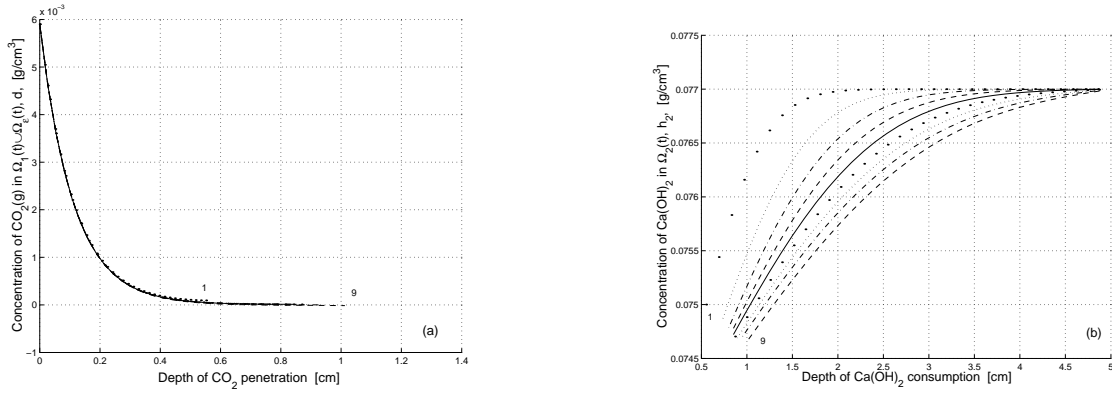 x 10⁻³
6
5
4
3
2
1
0
−1
Concentration of CO₂(g) in Ω₁(t)∪Ω_ε(t), d, [g/cm³]
1
9
(a)
0 0.2 0.4 0.6 0.8 1 1.2 1.4
Depth of CO₂ penetration [cm]
0.0775
0.077
0.0765
0.076
0.0755
0.075
0.0745
Concentration of Ca(OH)₂ in Ω₂(t), h₂, [g/cm³]
1
9
(b)
0.5 1 1.5 2 2.5 3 3.5 4 4.5 5
Depth of Ca(OH)₂ consumption [cm]